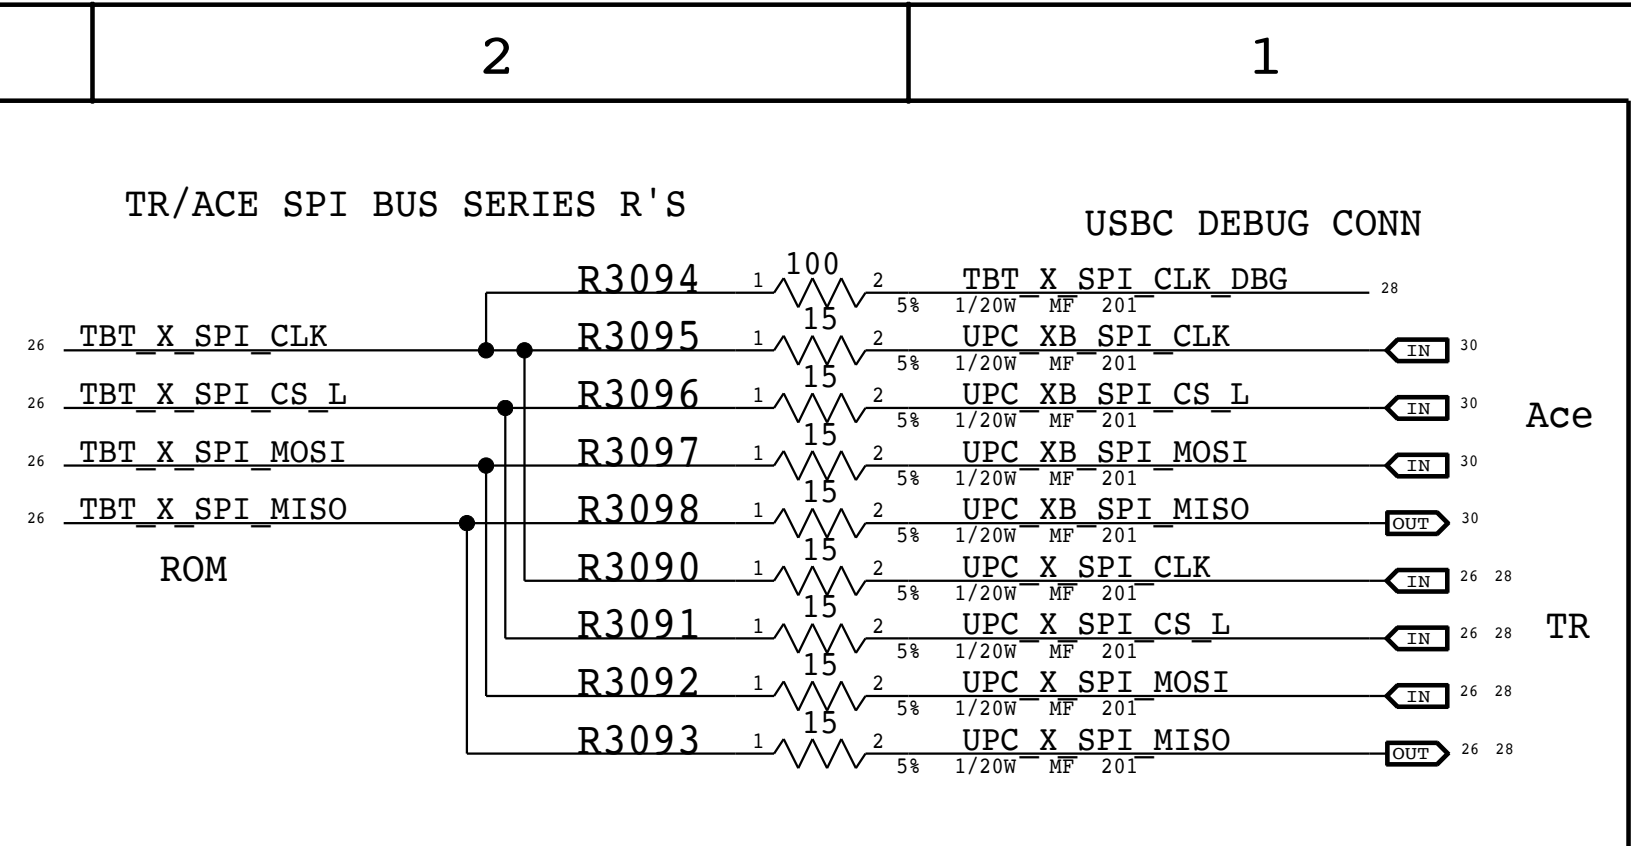 2 1
TR/ACE SPI BUS SERIES R'S
USBC DEBUG CONN
R3094 1 100 2 TBT_X_SPI_CLK_DBG 28
5% 1/20W MF 201
26 TBT_X_SPI_CLK R3095 1 15 2 UPC_XB_SPI_CLK IN 30
5% 1/20W MF 201
26 TBT_X_SPI_CS_L R3096 1 15 2 UPC_XB_SPI_CS_L IN 30
Ace
5% 1/20W MF 201
26 TBT_X_SPI_MOSI R3097 1 15 2 UPC_XB_SPI_MOSI IN 30
5% 1/20W MF 201
26 TBT_X_SPI_MISO R3098 1 15 2 UPC_XB_SPI_MISO OUT 30
5% 1/20W MF 201
ROM
R3090 1 15 2 UPC_X_SPI_CLK IN 26 28
5% 1/20W MF 201
R3091 1 15 2 UPC_X_SPI_CS_L IN 26 28
TR
5% 1/20W MF 201
R3092 1 15 2 UPC_X_SPI_MOSI IN 26 28
5% 1/20W MF 201
R3093 1 15 2 UPC_X_SPI_MISO OUT 26 28
5% 1/20W MF 201